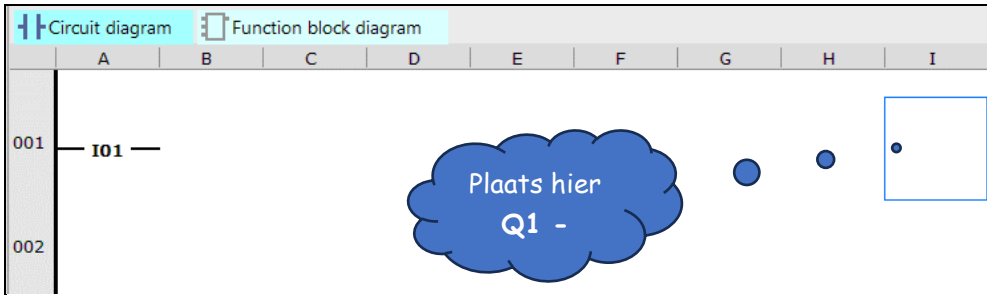 Circuit diagram Function block diagram
A B C D E F G H I
001 I01
Plaats hier
Q1 -
002